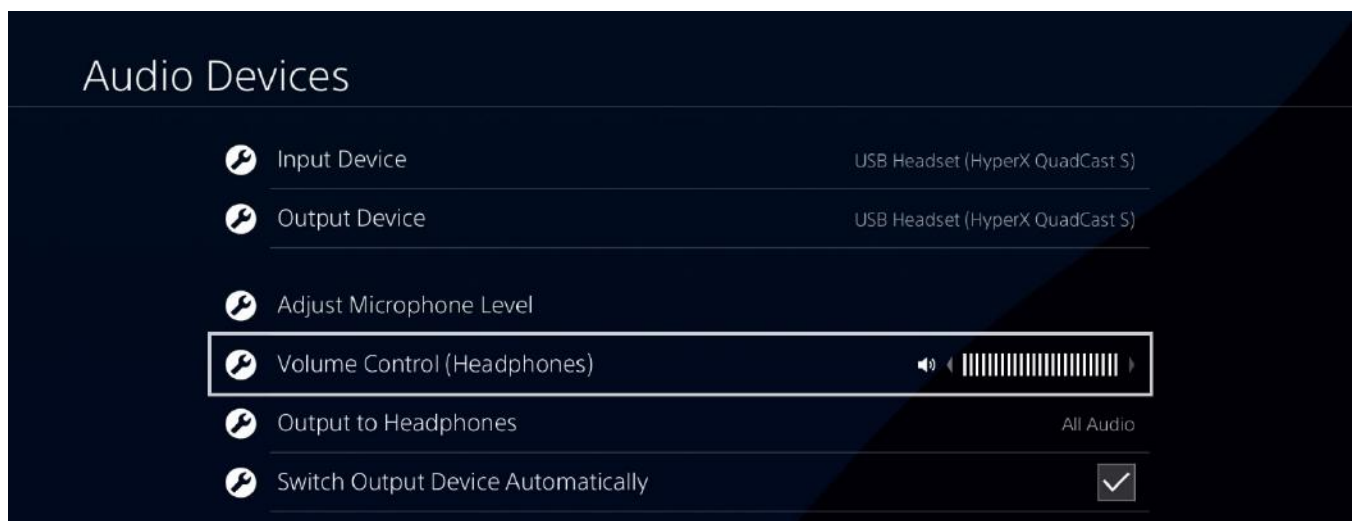 Audio Devices
Input Device USB Headset (HyperX QuadCast S)
Output Device USB Headset (HyperX QuadCast S)
Adjust Microphone Level
Volume Control (Headphones)
Output to Headphones All Audio
Switch Output Device Automatically